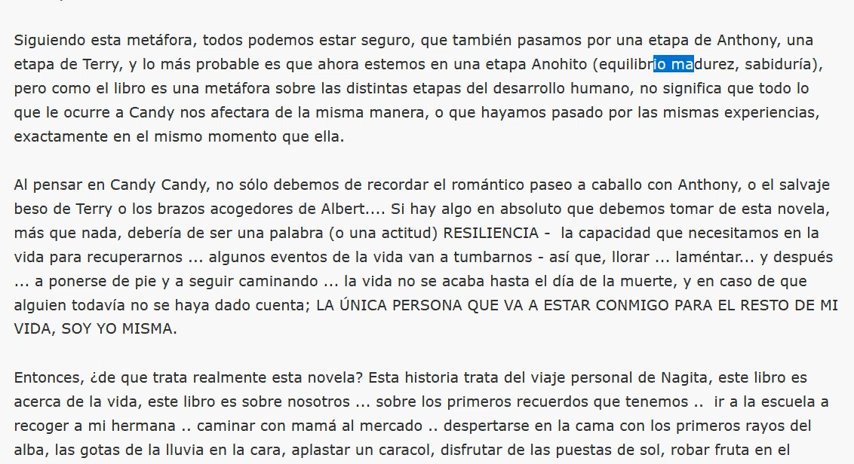 Siguiendo esta metáfora, todos podemos estar seguro, que también pasamos por una etapa de Anthony, una
etapa de Terry, y lo más probable es que ahora estemos en una etapa Anohito (equilibrio madurez, sabiduría),
pero como el libro es una metáfora sobre las distintas etapas del desarrollo humano, no significa que todo lo
que le ocurre a Candy nos afectara de la misma manera, o que hayamos pasado por las mismas experiencias,
exactamente en el mismo momento que ella.
Al pensar en Candy Candy, no sólo debemos de recordar el romántico paseo a caballo con Anthony, o el salvaje
beso de Terry o los brazos acogedores de Albert.... Si hay algo en absoluto que debemos tomar de esta novela,
más que nada, debería de ser una palabra (o una actitud) RESILIENCIA - la capacidad que necesitamos en la
vida para recuperarnos ... algunos eventos de la vida van a tumbarnos - así que, llorar ... laméntar... y después
... a ponerse de pie y a seguir caminando ... la vida no se acaba hasta el día de la muerte, y en caso de que
alguien todavía no se haya dado cuenta; LA ÚNICA PERSONA QUE VA A ESTAR CONMIGO PARA EL RESTO DE MI
VIDA, SOY YO MISMA.
Entonces, ¿de que trata realmente esta novela? Esta historia trata del viaje personal de Nagita, este libro es
acerca de la vida, este libro es sobre nosotros ... sobre los primeros recuerdos que tenemos .. ir a la escuela a
recoger a mi hermana .. caminar con mamá al mercado .. despertarse en la cama con los primeros rayos del
alba, las gotas de la lluvia en la cara, aplastar un caracol, disfrutar de las puestas de sol, robar fruta en el